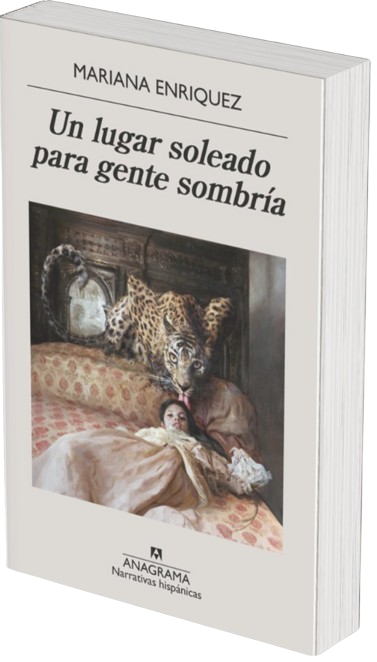 MARIANA ENRIQUEZ
Un lugar soleado
para gente sombría
ANAGRAMA
Narrativas hispánicas